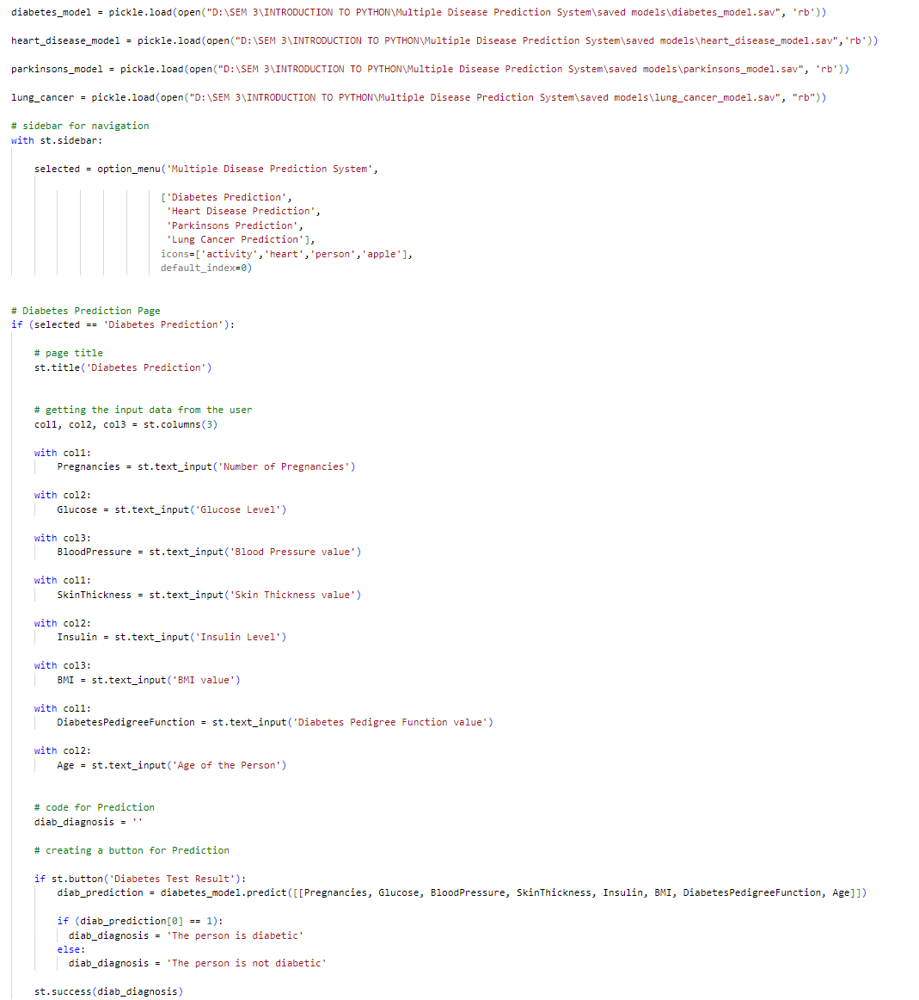 diabetes_model = pickle.load(open("D:\SEM 3\INTRODUCTION TO PYTHON\Multiple Disease Prediction System\saved models\diabetes_model.sav", 'rb'))
heart_disease_model = pickle.load(open("D:\SEM 3\INTRODUCTION TO PYTHON\Multiple Disease Prediction System\saved models\heart_disease_model.sav",'rb'))
parkinsons_model = pickle.load(open("D:\SEM 3\INTRODUCTION TO PYTHON\Multiple Disease Prediction System\saved models\parkinsons_model.sav", 'rb'))
lung_cancer = pickle.load(open("D:\SEM 3\INTRODUCTION TO PYTHON\Multiple Disease Prediction System\saved models\lung_cancer_model.sav", "rb"))
# sidebar for navigation
with st.sidebar:
    selected = option_menu('Multiple Disease Prediction System',
                          ['Diabetes Prediction',
                           'Heart Disease Prediction',
                           'Parkinsons Prediction',
                           'Lung Cancer Prediction'],
                          icons=['activity','heart','person','apple'],
                          default_index=0)
# Diabetes Prediction Page
if (selected == 'Diabetes Prediction'):
    # page title
    st.title('Diabetes Prediction')
    # getting the input data from the user
    col1, col2, col3 = st.columns(3)
    with col1:
        Pregnancies = st.text_input('Number of Pregnancies')
    with col2:
        Glucose = st.text_input('Glucose Level')
    with col3:
        BloodPressure = st.text_input('Blood Pressure value')
    with col1:
        SkinThickness = st.text_input('Skin Thickness value')
    with col2:
        Insulin = st.text_input('Insulin Level')
    with col3:
        BMI = st.text_input('BMI value')
    with col1:
        DiabetesPedigreeFunction = st.text_input('Diabetes Pedigree Function value')
    with col2:
        Age = st.text_input('Age of the Person')
    # code for Prediction
    diab_diagnosis = ''
    # creating a button for Prediction
    if st.button('Diabetes Test Result'):
        diab_prediction = diabetes_model.predict([[Pregnancies, Glucose, BloodPressure, SkinThickness, Insulin, BMI, DiabetesPedigreeFunction, Age]])
        if (diab_prediction[0] == 1):
          diab_diagnosis = 'The person is diabetic'
        else:
          diab_diagnosis = 'The person is not diabetic'
    st.success(diab_diagnosis)